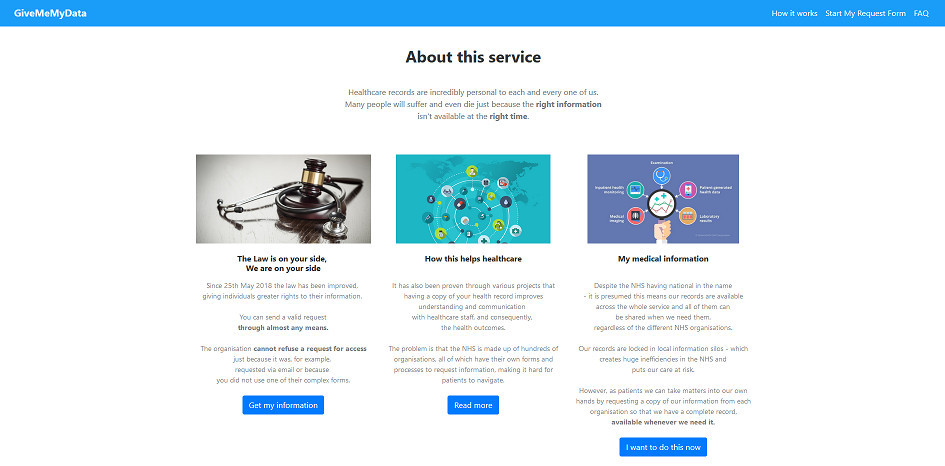 GiveMeMyData
How it works
Start My Request Form
FAQ
About this service
Healthcare records are incredibly personal to each and every one of us.
Many people will suffer and even die just because the right information
isn't available at the right time.
Examination
Inpatient health
monitoring
Patient generated
health data
Medical
imaging
Laboratory
results
The Law is on your side,
We are on your side
Since 25th May 2018 the law has been improved,
giving individuals greater rights to their information.
You can send a valid request
through almost any means.
The organisation cannot refuse a request for access
just because it was, for example,
requested via email or because
you did not use one of their complex forms.
Get my information
How this helps healthcare
It has also been proven through various projects that
having a copy of your health record improves
understanding and communication
with healthcare staff, and consequently,
the health outcomes.
The problem is that the NHS is made up of hundreds of
organisations, all of which have their own forms and
processes to request information, making it hard for
patients to navigate.
Read more
My medical information
Despite the NHS having national in the name
- it is presumed this means our records are available
across the whole service and all of them can
be shared when we need them,
regardless of the different NHS organisations.
Our records are locked in local information silos - which
creates huge inefficiencies in the NHS and
puts our care at risk.
However, as patients we can take matters into our own
hands by requesting a copy of our information from each
organisation so that we have a complete record,
available whenever we need it.
I want to do this now